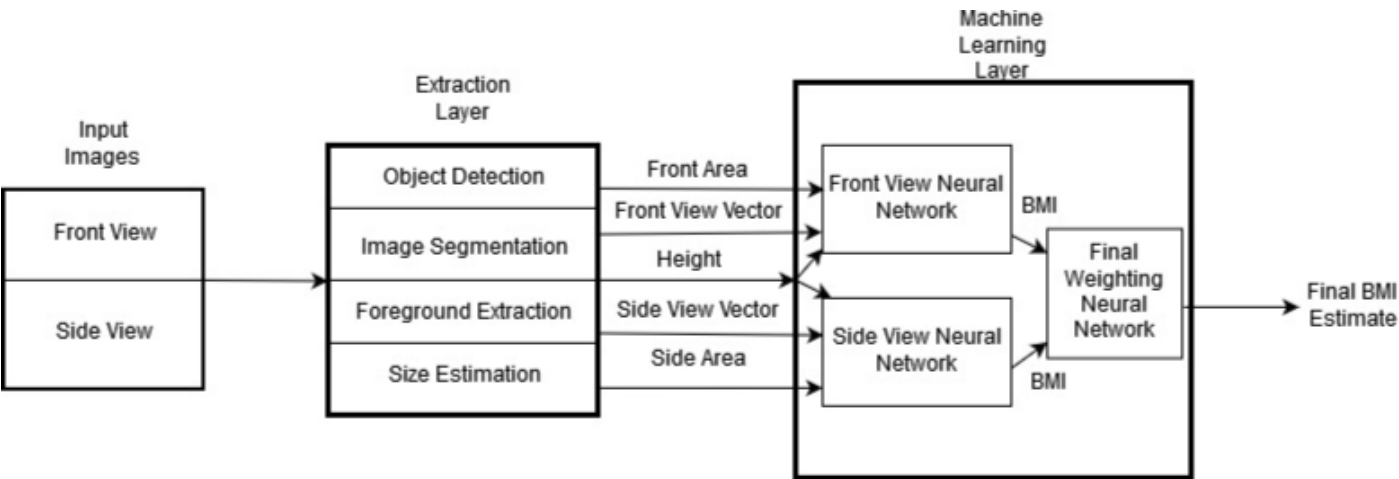 Input
Images
Front View
Side View
Extraction
Layer
Object Detection
Image Segmentation
Foreground Extraction
Size Estimation
Front Area
Front View Vector
Height
Side View Vector
Side Area
Machine
Learning
Layer
Front View Neural
Network
Side View Neural
Network
BMI
BMI
Final
Weighting
Neural
Network
Final BMI
Estimate